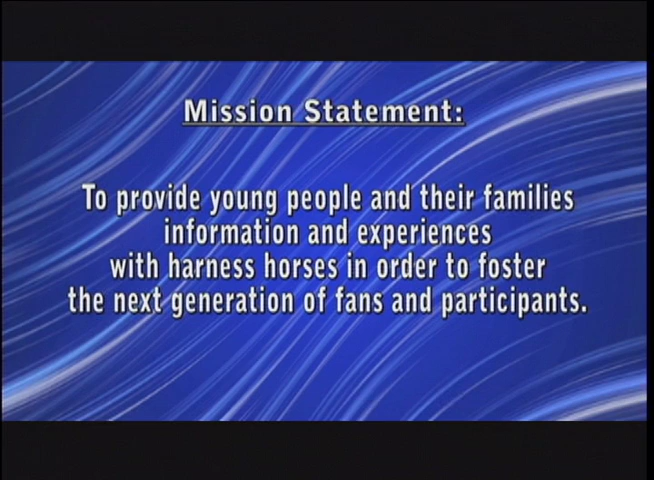 Mission Statement:
To provide young people and their families
information and experiences
with harness horses in order to foster
the next generation of fans and participants.